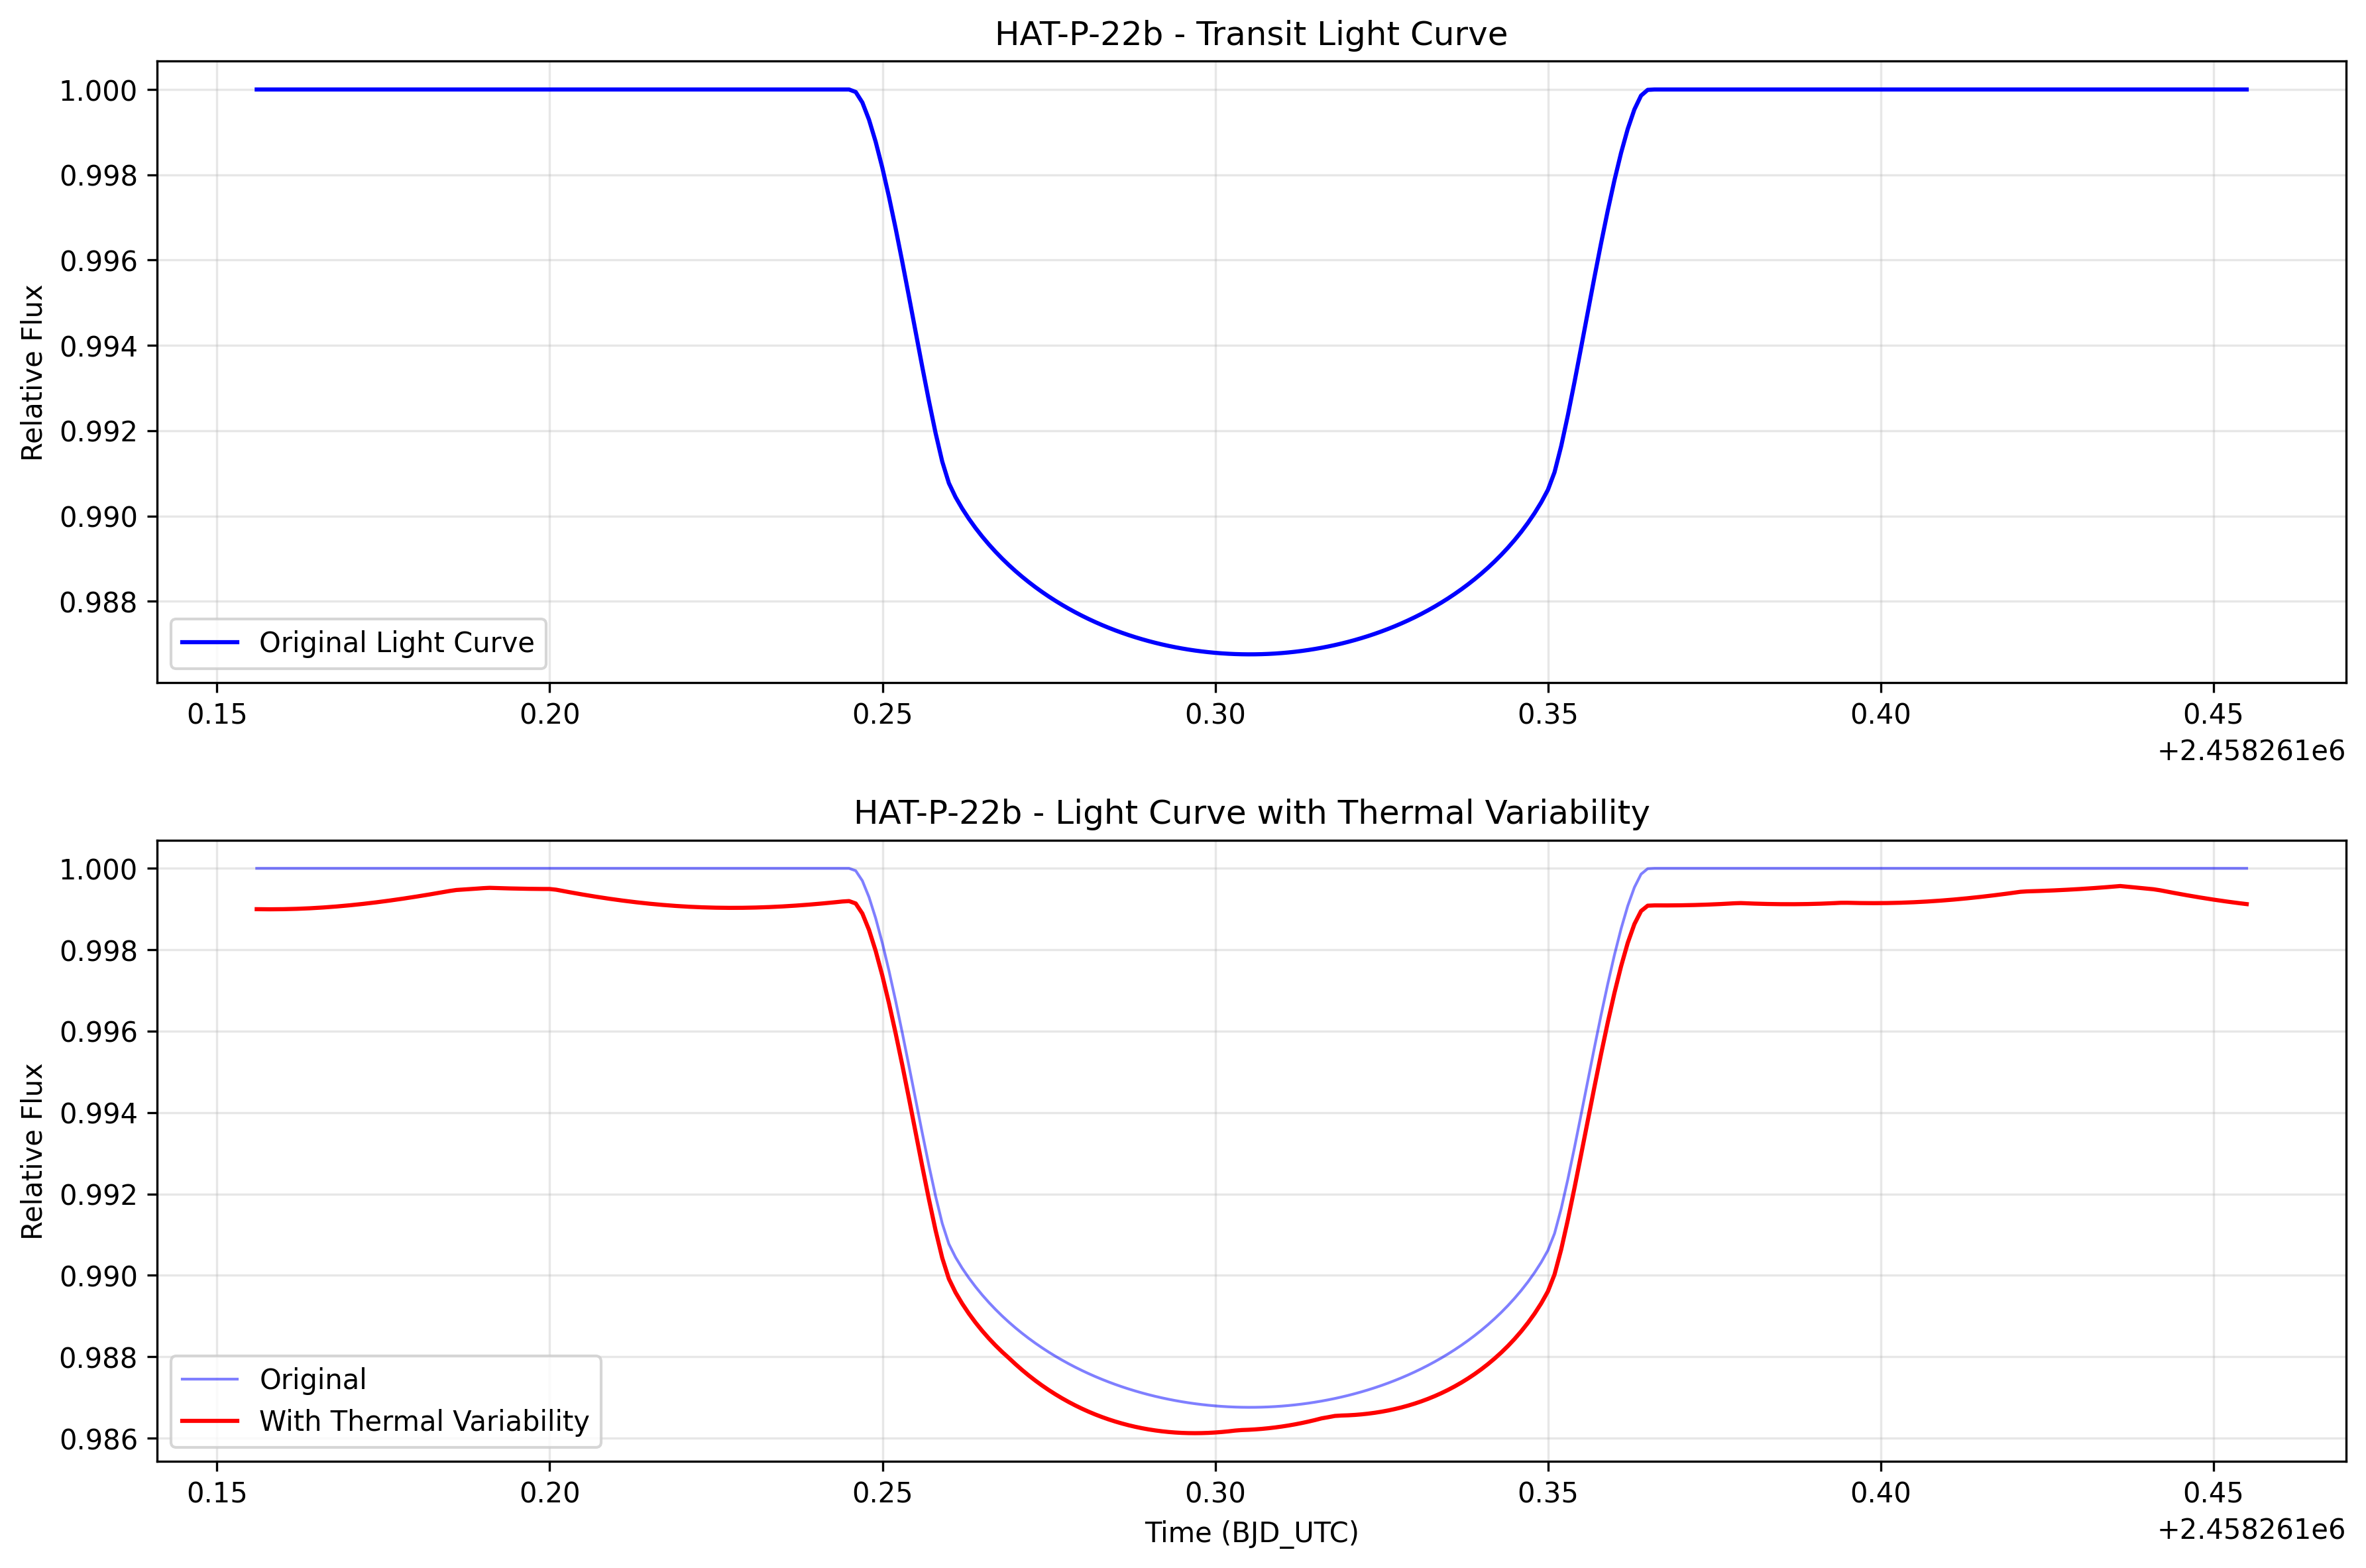 HAT-P-22b - Transit Light Curve
Relative Flux
1.000
0.998
0.996
0.994
0.992
0.990
0.988
Original Light Curve
0.15 0.20 0.25 0.30 0.35 0.40 0.45
+2.458261e6
HAT-P-22b - Light Curve with Thermal Variability
Relative Flux
1.000
0.998
0.996
0.994
0.992
0.990
0.988
0.986
Original
With Thermal Variability
0.15 0.20 0.25 0.30 0.35 0.40 0.45
+2.458261e6
Time (BJD_UTC)